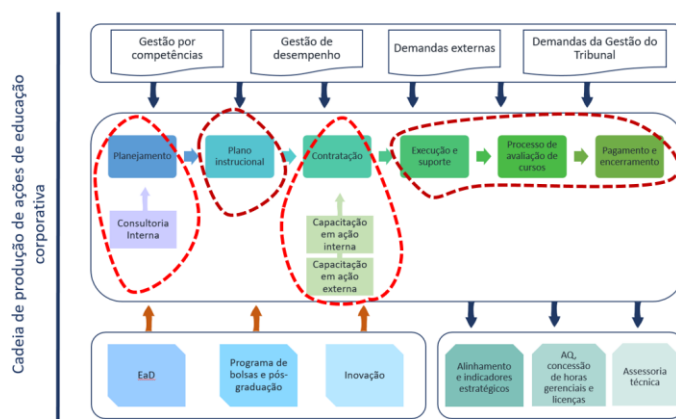 Cadeia de produção de ações de educação
corporativa
Gestão por
competências
Gestão de
desempenho
Demandas externas
Demandas da Gestão do
Tribunal
Planejamento
Plano
instrucional
Contratação
Execução e
suporte
Processo de
avaliação de
cursos
Pagamento e
encerramento
Consultoria
Interna
Capacitação
em ação
interna
Capacitação
em ação
externa
EaD
Programa de
bolsas e pós-
graduação
Inovação
Alinhamento
e indicadores
estratégicos
AQ,
concessão de
horas
gerenciais e
licenças
Assessoria
técnica